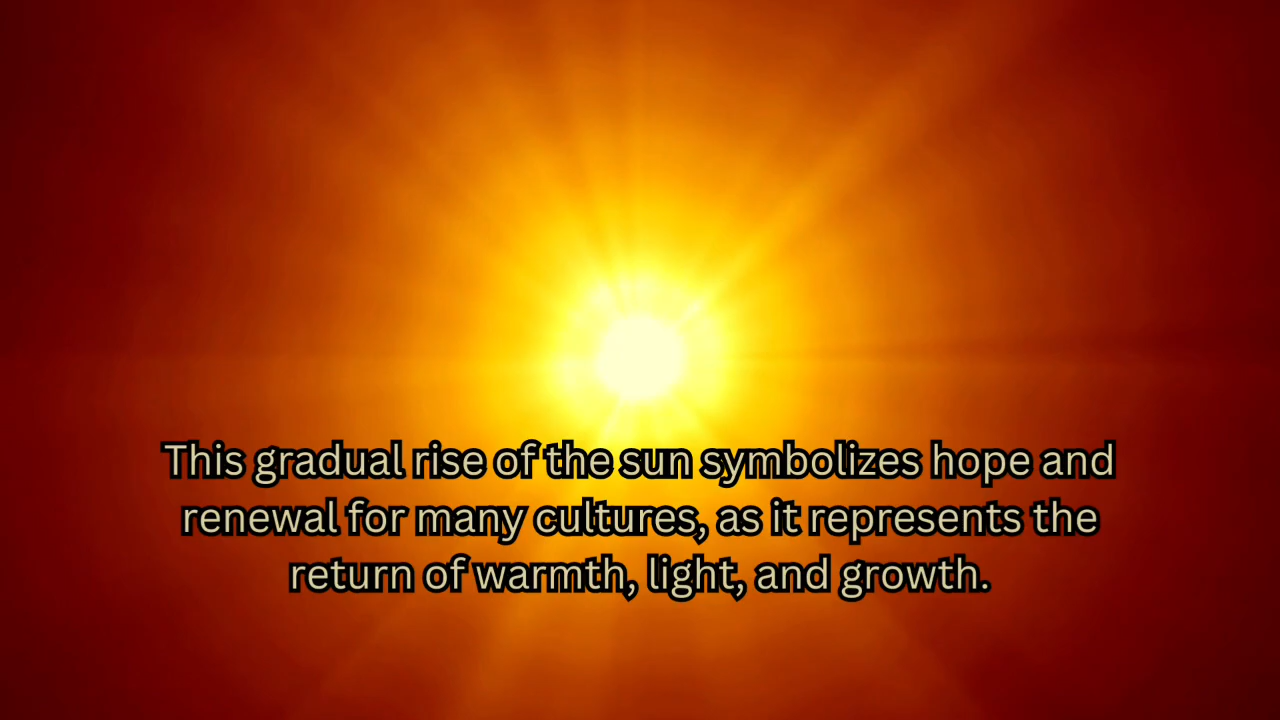 This gradual rise of the sun symbolizes hope and
renewal for many cultures, as it represents the
return of warmth, light, and growth.